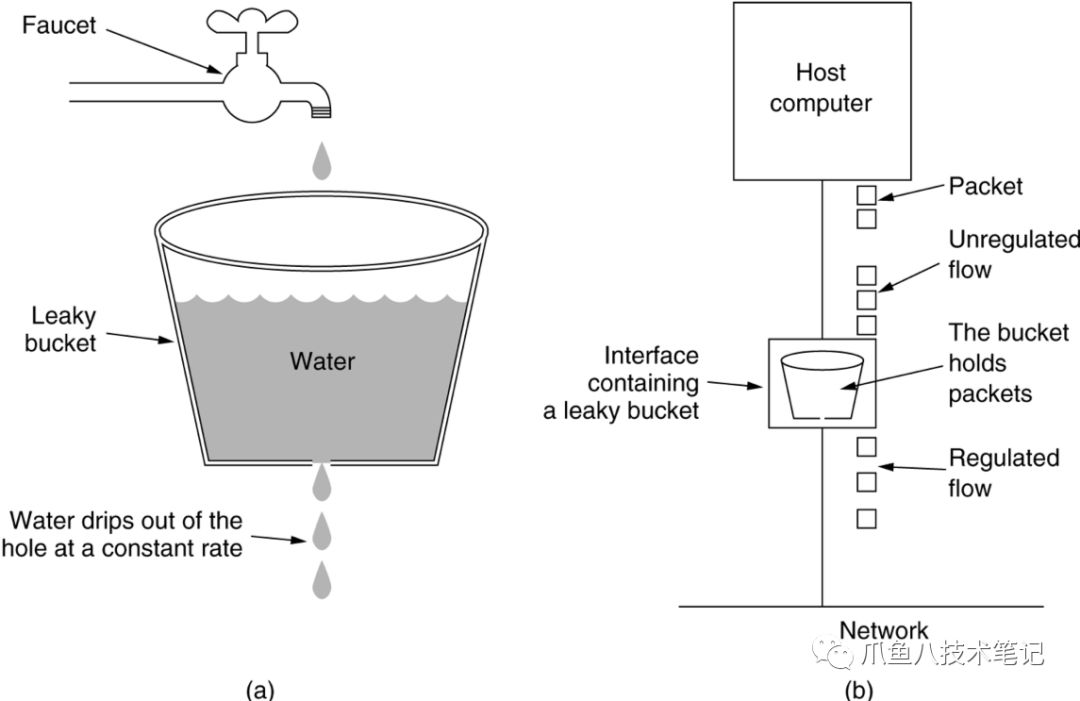 Faucet
Leaky
bucket
Water
Water drips out of the
hole at a constant rate
(a)
Host
computer
Packet
Unregulated
flow
The bucket
holds
packets
Interface
containing
a leaky bucket
Regulated
flow
Network
爪鱼八技术笔记
(b)